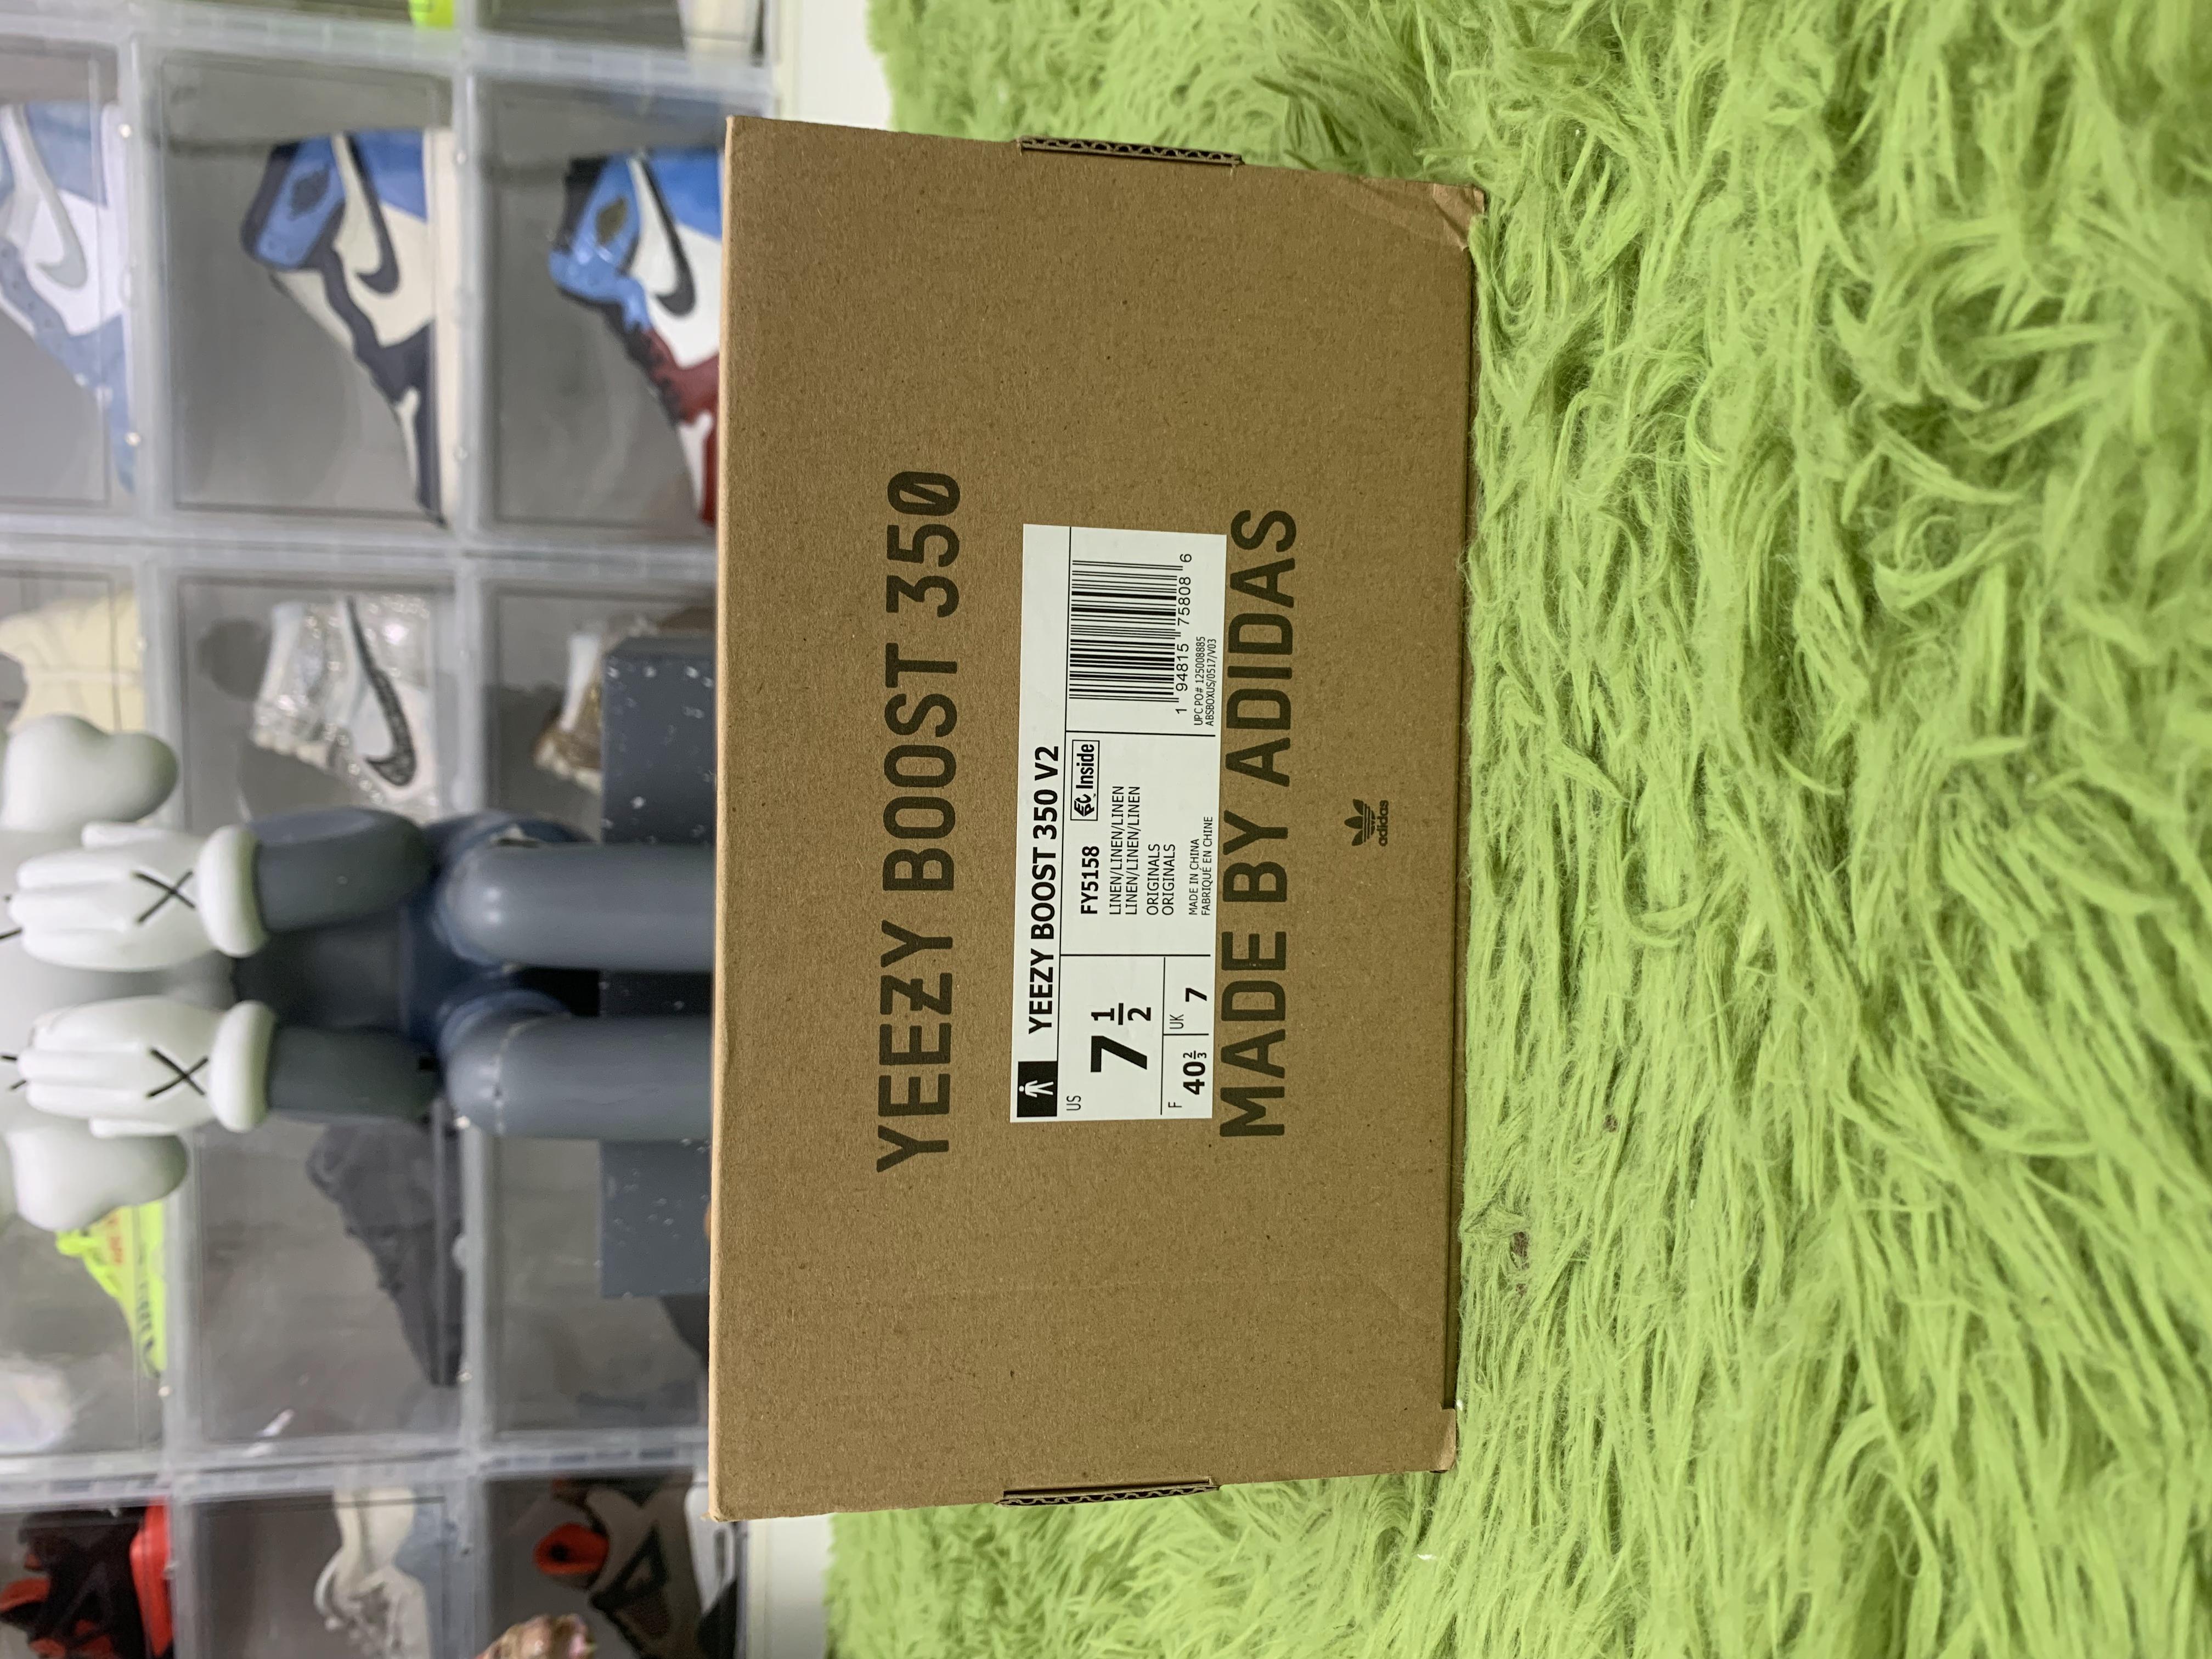 YEEZY BOOST 350
YEEZY BOOST 350 V2
US
7 1/2
F
40 2/3
UK
7
FY5158
Inside
LINEN/LINEN/LINEN
LINEN/LINEN/LINEN
ORIGINALS
ORIGINALS
MADE IN CHINA
FABRIQUÉ EN CHINE
1 94815 75808 6
UPC PO# 125008885
ABSBOXUS/0517/V03
MADE BY ADIDAS
adidas